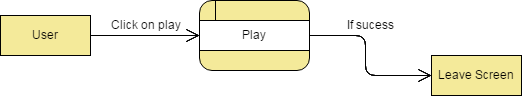 User
Click on play
Play
If sucess
Leave Screen